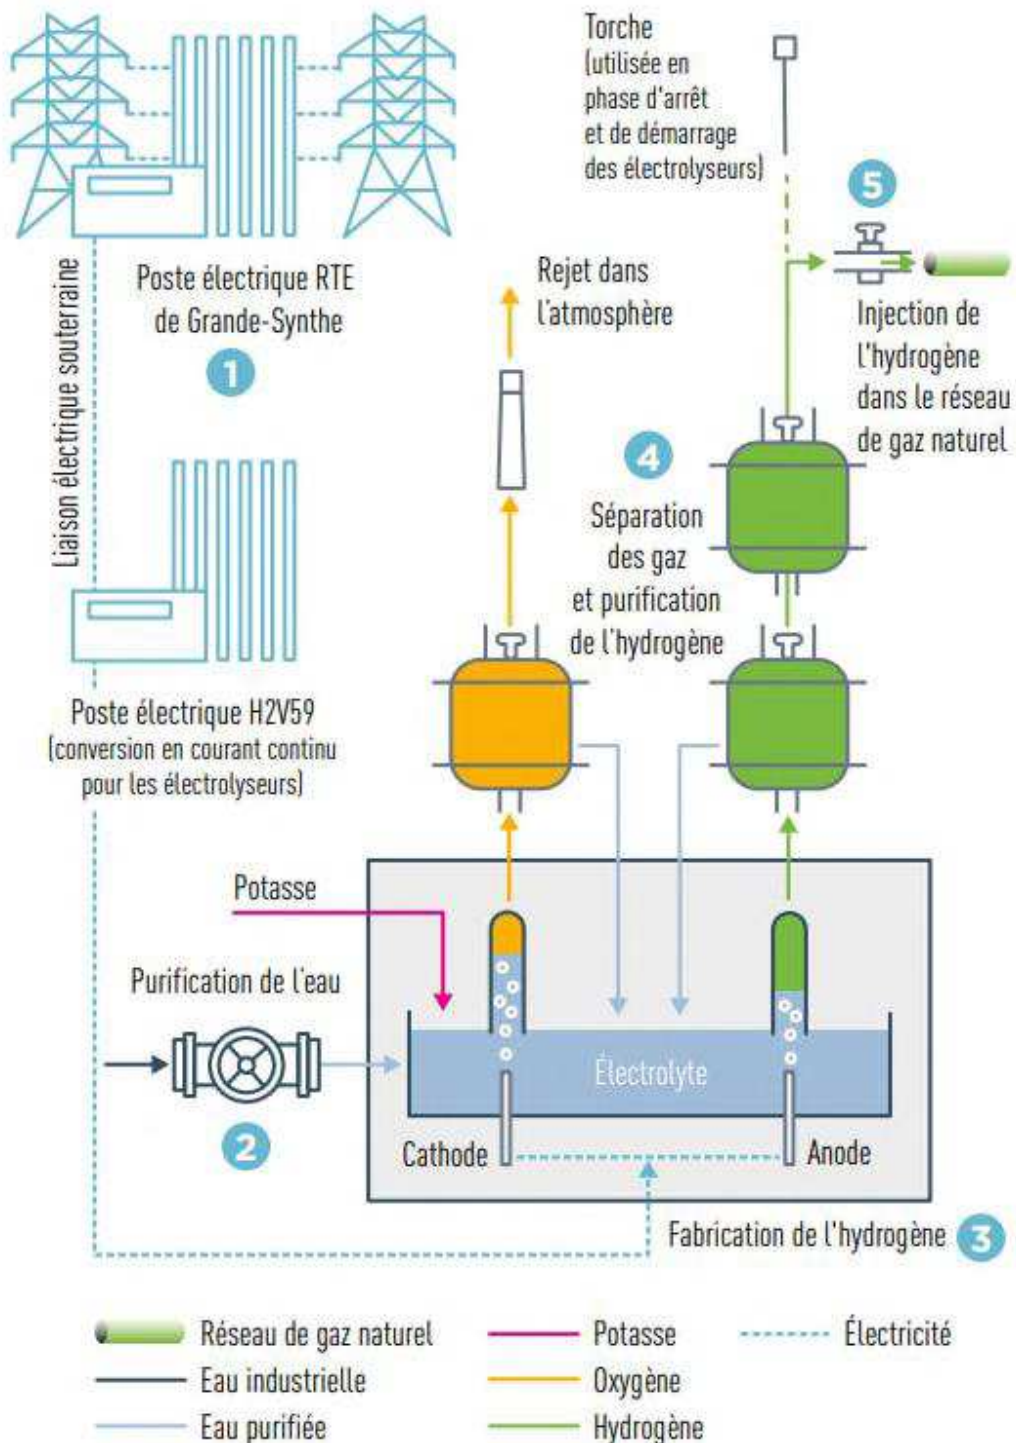 Torche
(utilisée en
phase d'arrêt
et de démarrage
des électrolyseurs)
5
Poste électrique RTE
de Grande-Synthe
1
Liaison électrique souterraine
Rejet dans
l'atmosphère
Injection de
l'hydrogène
dans le réseau
de gaz naturel
4
Séparation
des gaz
et purification
de l'hydrogène
Poste électrique H2V59
(conversion en courant continu
pour les électrolyseurs)
Potasse
Purification de l'eau
2
Électrolyte
Cathode
Anode
Fabrication de l'hydrogène
3
Réseau de gaz naturel
Potasse
Électricité
Eau industrielle
Oxygène
Eau purifiée
Hydrogène